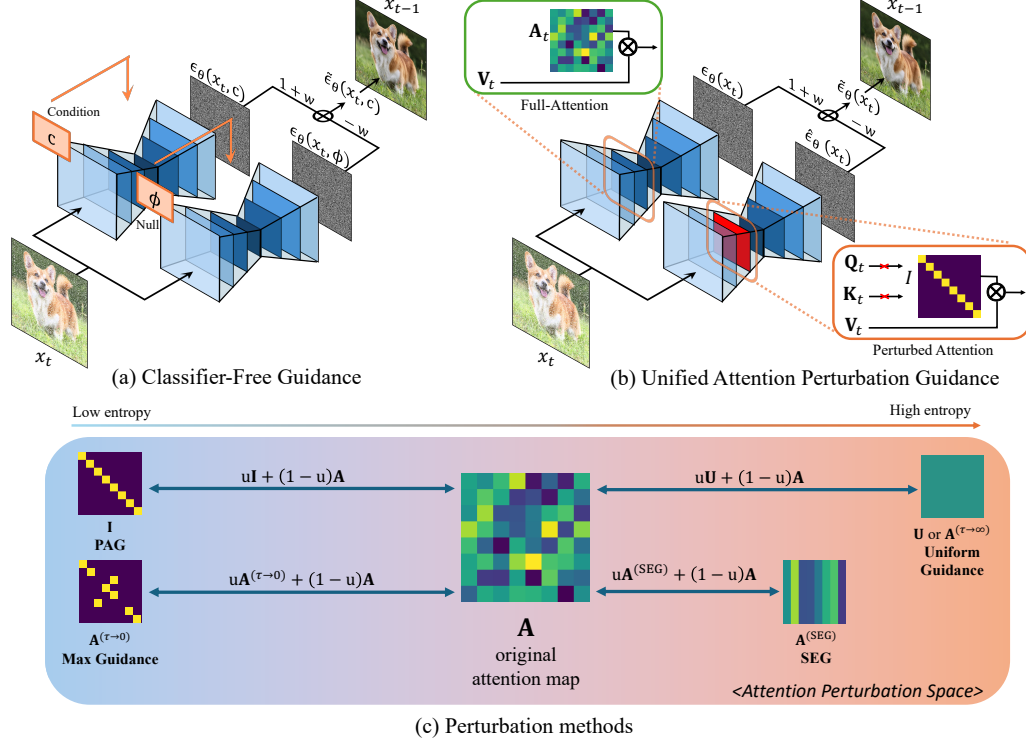 x_{t−1}
ϵ_θ(x_t, c)
1 + w
ϵ̃_θ(x_t, c)
− w
Condition
c
ϵ_θ(x_t, ϕ)
ϕ
Null
x_t
(a) Classifier-Free Guidance
A_t
V_t
Full-Attention
x_{t−1}
ϵ_θ(x_t)
1 + w
ϵ̃_θ(x_t)
− w
ϵ̂_θ(x_t)
Q_t
I
K_t
V_t
Perturbed Attention
x_t
(b) Unified Attention Perturbation Guidance
Low entropy
High entropy
uI + (1 − u)A
uU + (1 − u)A
I
PAG
U or A^{(τ→∞)}
Uniform
Guidance
uA^{(τ→0)} + (1 − u)A
uA^{(SEG)} + (1 − u)A
A^{(τ→0)}
Max Guidance
A
original
attention map
A^{(SEG)}
SEG
<Attention Perturbation Space>
(c) Perturbation methods